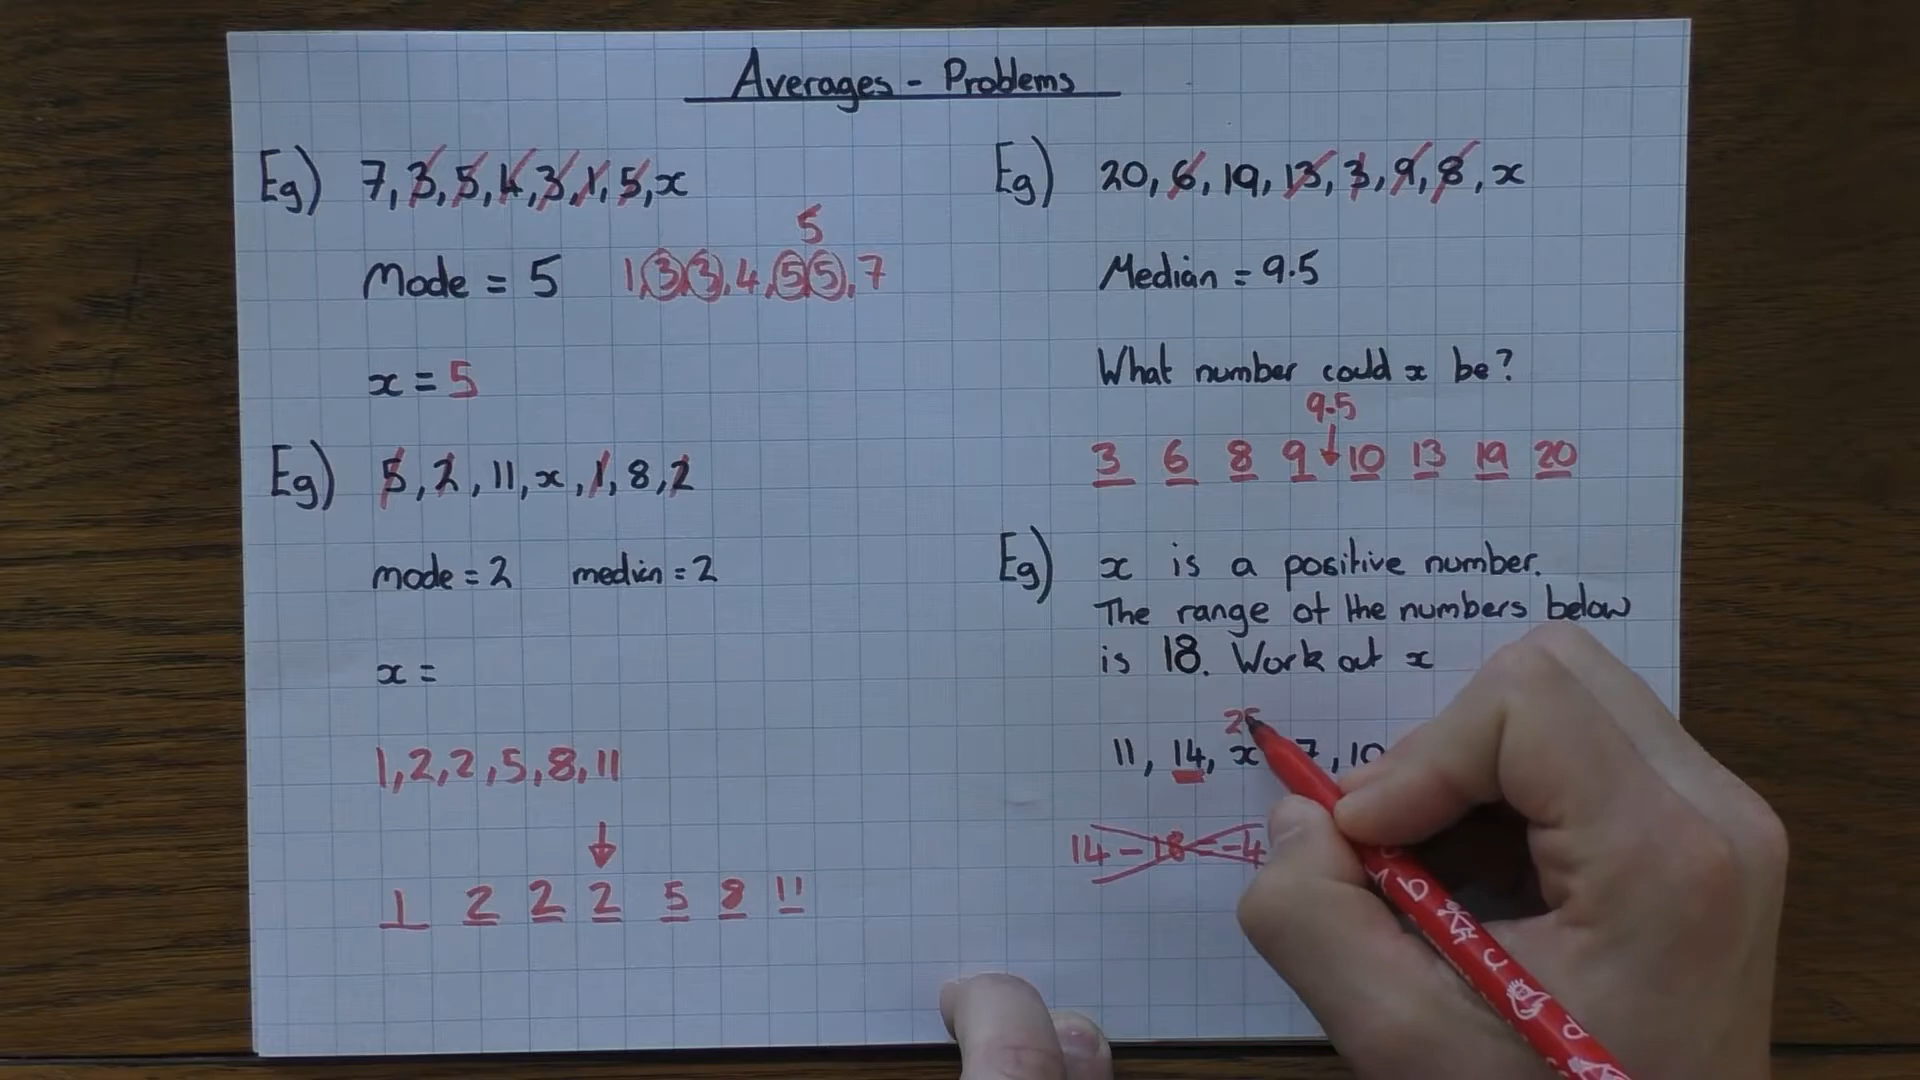 Averages - Problems
Eg) 7, 3, 5, 4, 3, 1, 5, x
5
Mode = 5 1, 3, 3, 4, 5, 5, 7
x = 5
Eg) 5, 2, 11, x, 1, 8, 2
mode = 2 median = 2
x =
1, 2, 2, 5, 8, 11
1 2 2 2 5 8 11
Eg) 20, 6, 19, 13, 3, 9, 8, x
Median = 9.5
What number could x be?
9.5
3 6 8 9 10 13 19 20
Eg) x is a positive number.
The range of the numbers below
is 18. Work out x
11, 14, x, 7, 10
14 - 18 = -4